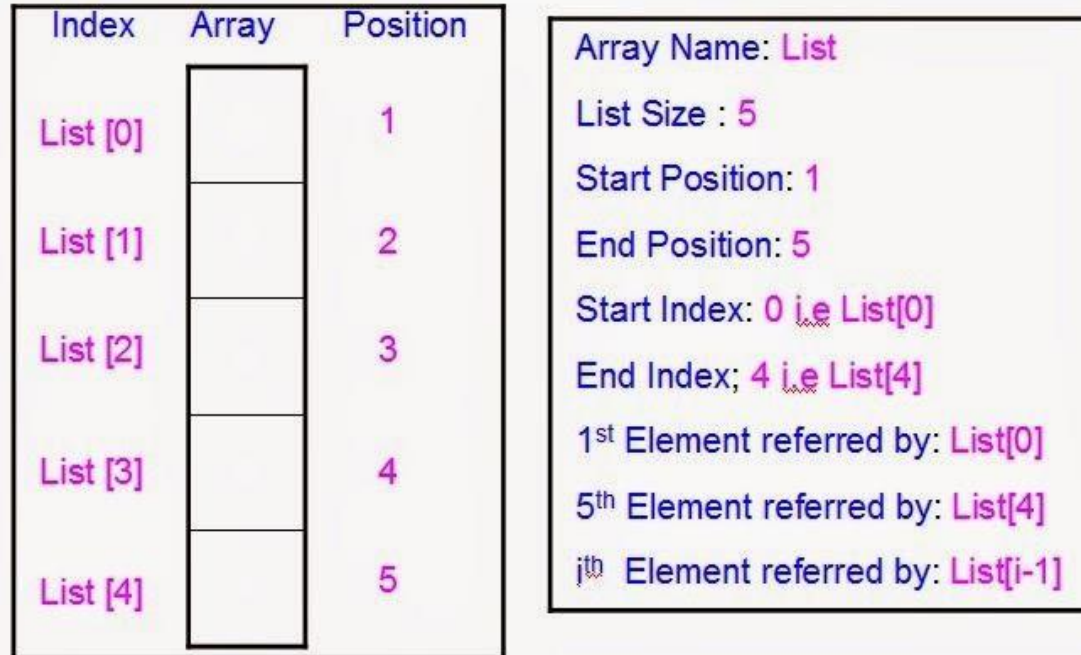 Index Array Position
List [0] 1
List [1] 2
List [2] 3
List [3] 4
List [4] 5
Array Name: List
List Size : 5
Start Position: 1
End Position: 5
Start Index: 0 i.e List[0]
End Index; 4 i.e List[4]
1st Element referred by: List[0]
5th Element referred by: List[4]
ith Element referred by: List[i-1]